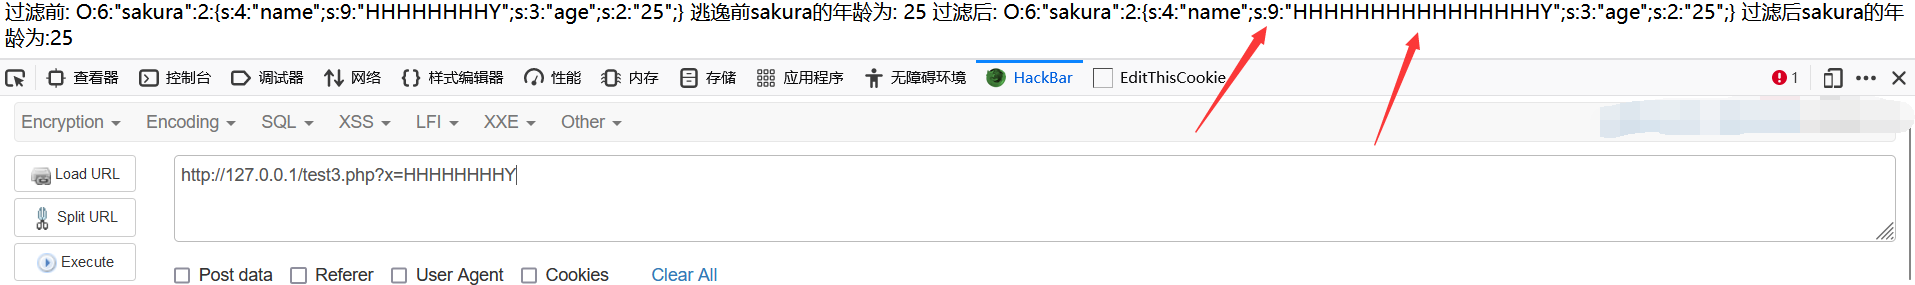 过滤前: O:6:"sakura":2:{s:4:"name";s:9:"HHHHHHHHY";s:3:"age";s:2:"25";} 逃逸前sakura的年龄为: 25 过滤后: O:6:"sakura":2:{s:4:"name";s:9:"HHHHHHHHHHHHHHHHY";s:3:"age";s:2:"25";} 过滤后sakura的年
龄为:25
查看器 控制台 调试器 网络 样式编辑器 性能 内存 存储 应用程序 无障碍环境 HackBar EditThisCookie 1
Encryption Encoding SQL XSS LFI XXE Other
Load URL http://127.0.0.1/test3.php?x=HHHHHHHHY
Split URL
Execute
Post data Referer User Agent Cookies Clear All